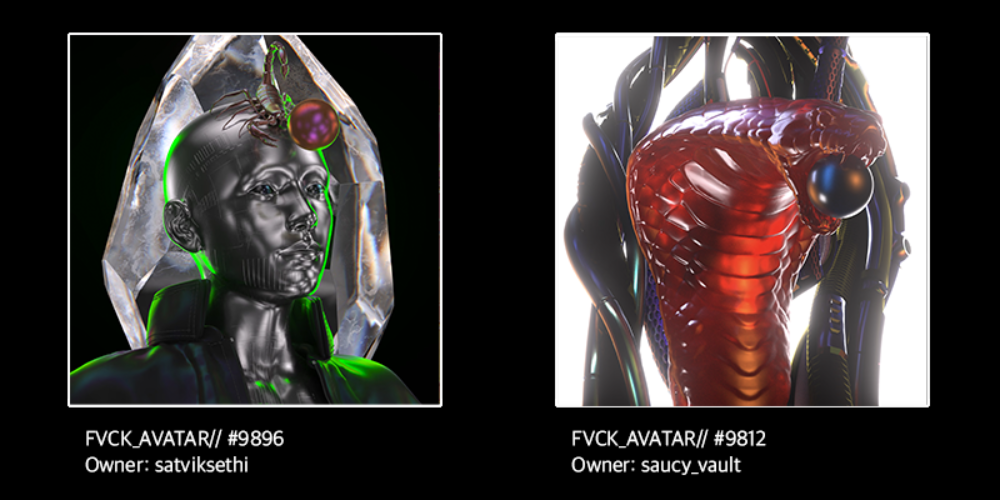 FVCK_AVATAR// #9896
Owner: satviksethi
FVCK_AVATAR// #9812
Owner: saucy_vault